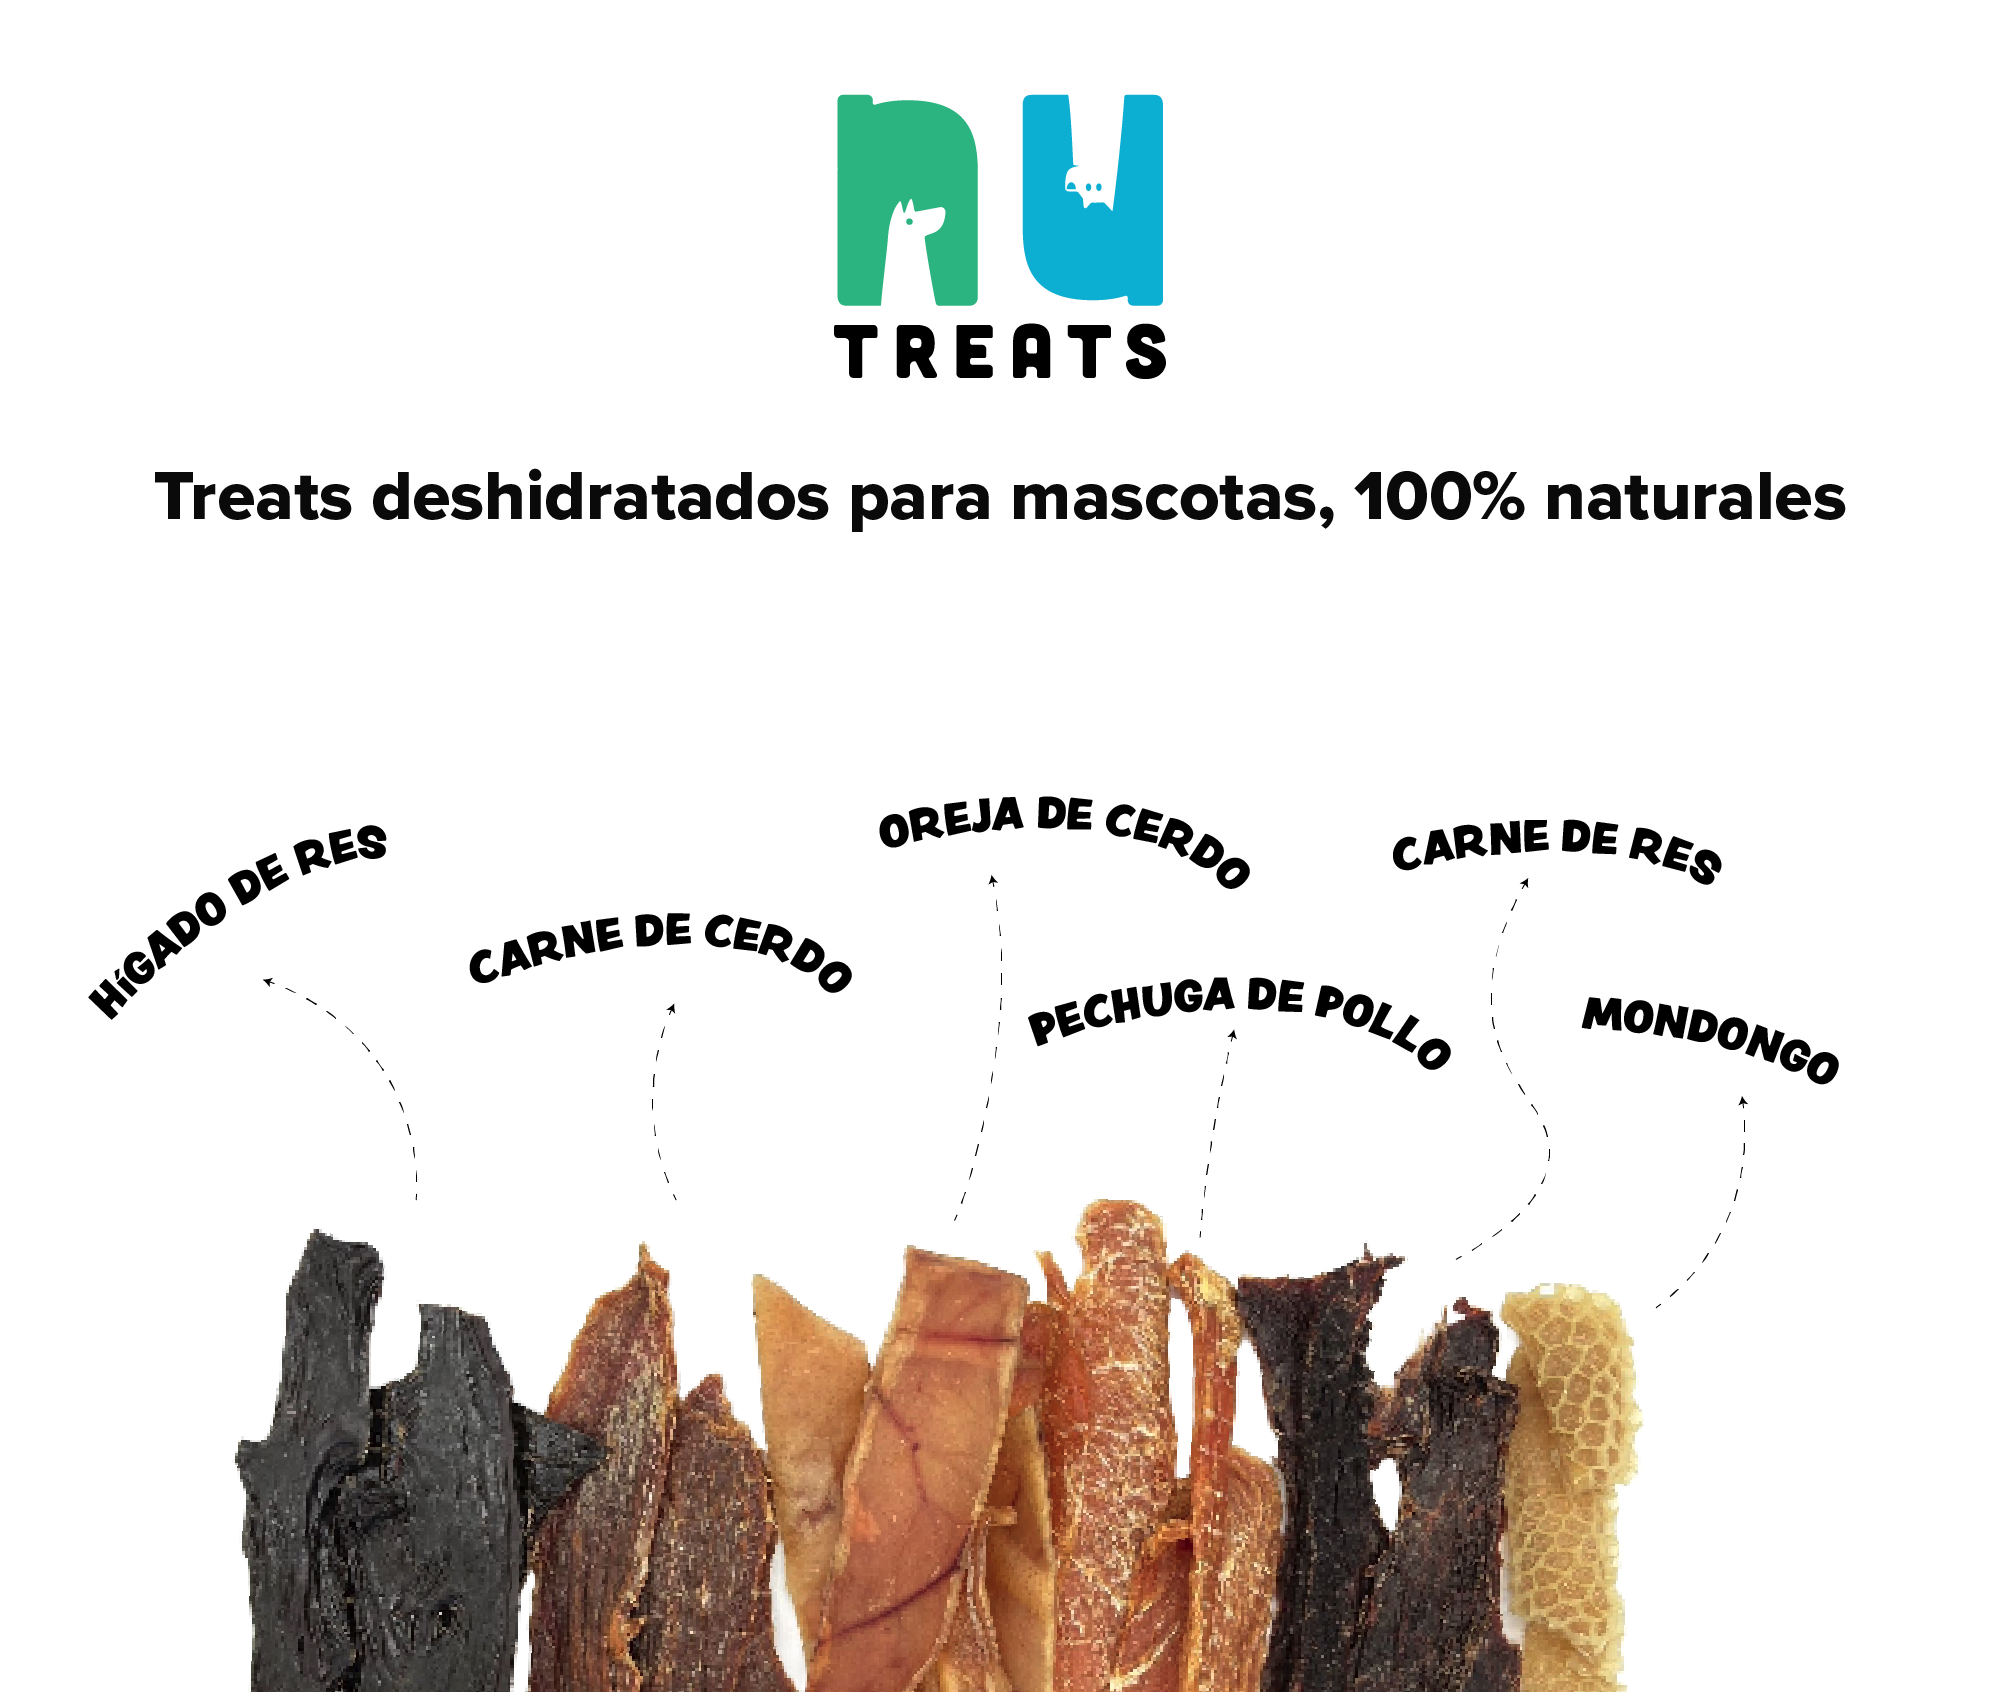 nu
TREATS
Treats deshidratados para mascotas, 100% naturales
HíGADO DE RES
CARNE DE CERDO
OREJA DE CERDO
PECHUGA DE POLLO
CARNE DE RES
MONDONGO